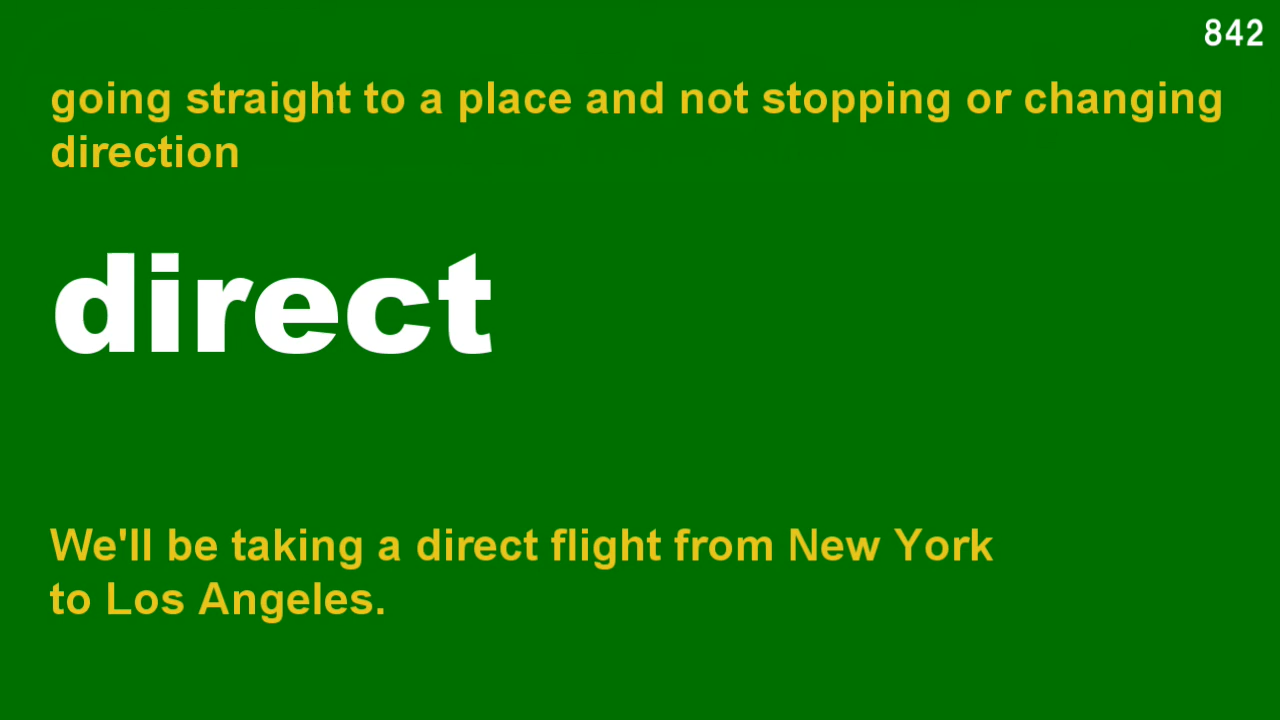 842
going straight to a place and not stopping or changing
direction
direct
We'll be taking a direct flight from New York
to Los Angeles.